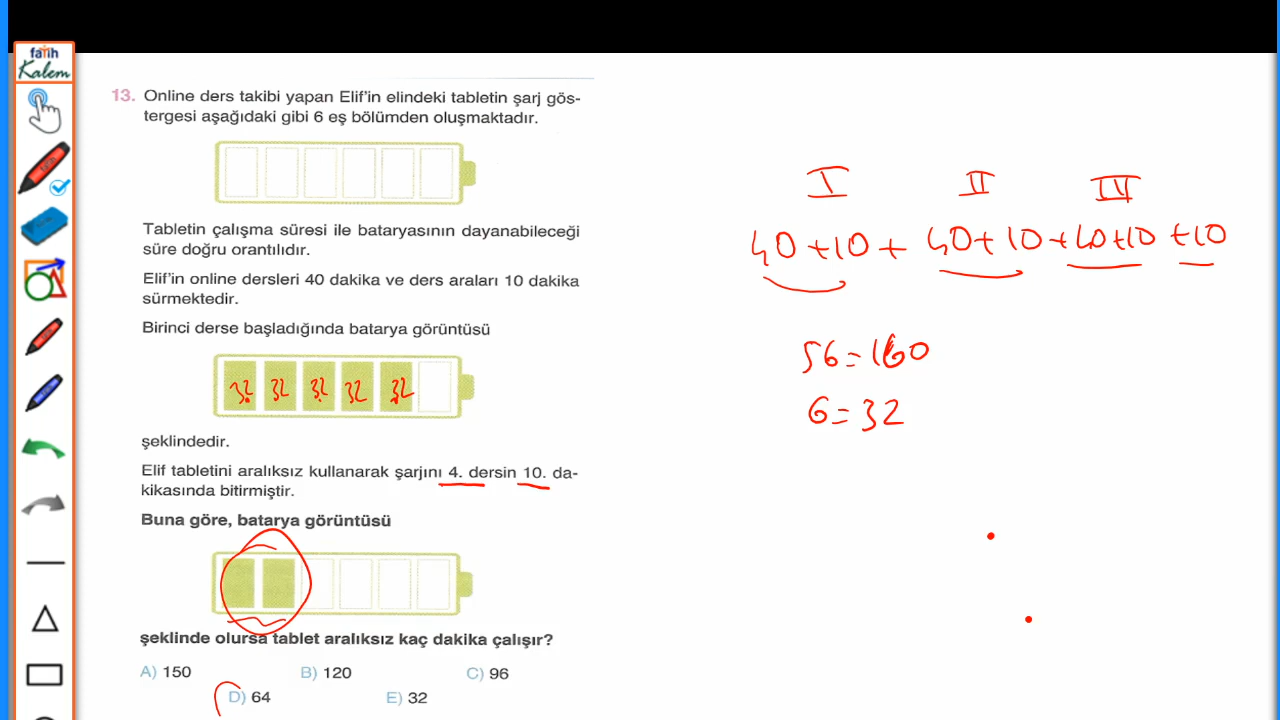 fatih
Kalem
13. Online ders takibi yapan Elif'in elindeki tabletin şarj gös-
tergesi aşağıdaki gibi 6 eş bölümden oluşmaktadır.
Tabletin çalışma süresi ile bataryasının dayanabileceği
süre doğru orantılıdır.
Elif'in online dersleri 40 dakika ve ders araları 10 dakika
sürmektedir.
Birinci derse başladığında batarya görüntüsü
32 32 32 32 32
şeklindedir.
Elif tabletini aralıksız kullanarak şarjını 4. dersin 10. da-
kikasında bitirmiştir.
Buna göre, batarya görüntüsü
şeklinde olursa tablet aralıksız kaç dakika çalışır?
A) 150 B) 120 C) 96
D) 64 E) 32
I II III
40+10+ 40+10+40+10 +10
56=160
6=32